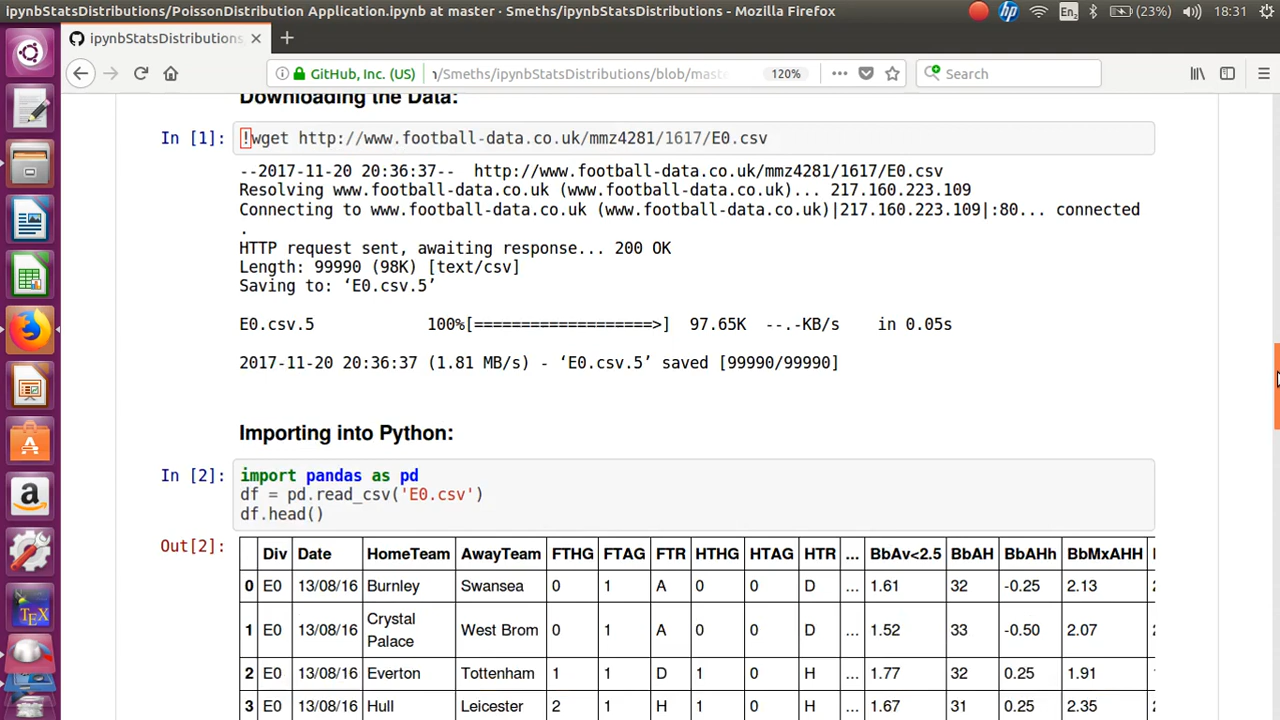 ipynbStatsDistributions/PoissonDistribution Application.ipynb at master · Smeths/ipynbStatsDistributions - Mozilla Firefox
hp
En2
(23%)
18:31
ipynbStatsDistributions
GitHub, Inc. (US)
/Smeths/ipynbStatsDistributions/blob/mast
120%
Search
Downloading the Data:
In [1]:
!wget http://www.football-data.co.uk/mmz4281/1617/E0.csv
--2017-11-20 20:36:37-- http://www.football-data.co.uk/mmz4281/1617/E0.csv
Resolving www.football-data.co.uk (www.football-data.co.uk)... 217.160.223.109
Connecting to www.football-data.co.uk (www.football-data.co.uk)|217.160.223.109|:80... connected
.
HTTP request sent, awaiting response... 200 OK
Length: 99990 (98K) [text/csv]
Saving to: ‘E0.csv.5’
E0.csv.5 100%[===================>] 97.65K --.-KB/s in 0.05s
2017-11-20 20:36:37 (1.81 MB/s) - ‘E0.csv.5’ saved [99990/99990]
Importing into Python:
In [2]:
import pandas as pd
df = pd.read_csv('E0.csv')
df.head()
Out[2]:
Div Date HomeTeam AwayTeam FTHG FTAG FTR HTHG HTAG HTR ... BbAv<2.5 BbAH BbAHh BbMxAHH
0 E0 13/08/16 Burnley Swansea 0 1 A 0 0 D ... 1.61 32 -0.25 2.13
1 E0 13/08/16 Crystal Palace West Brom 0 1 A 0 0 D ... 1.52 33 -0.50 2.07
2 E0 13/08/16 Everton Tottenham 1 1 D 1 0 H ... 1.77 32 0.25 1.91
3 E0 13/08/16 Hull Leicester 2 1 H 1 0 H ... 1.67 31 0.25 2.35
TEX